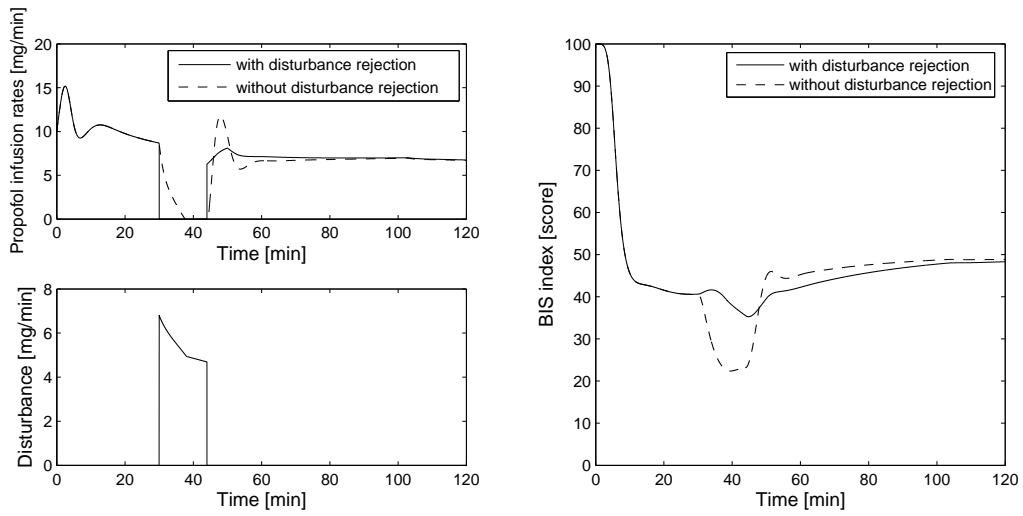 Propofol infusion rates [mg/min]
20
15
10
5
0
with disturbance rejection
without disturbance rejection
0 20 40 60 80 100 120
Time [min]
Disturbance [mg/min]
8
6
4
2
0
0 20 40 60 80 100 120
Time [min]
BIS index [score]
100
90
80
70
60
50
40
30
20
10
0
with disturbance rejection
without disturbance rejection
0 20 40 60 80 100 120
Time [min]